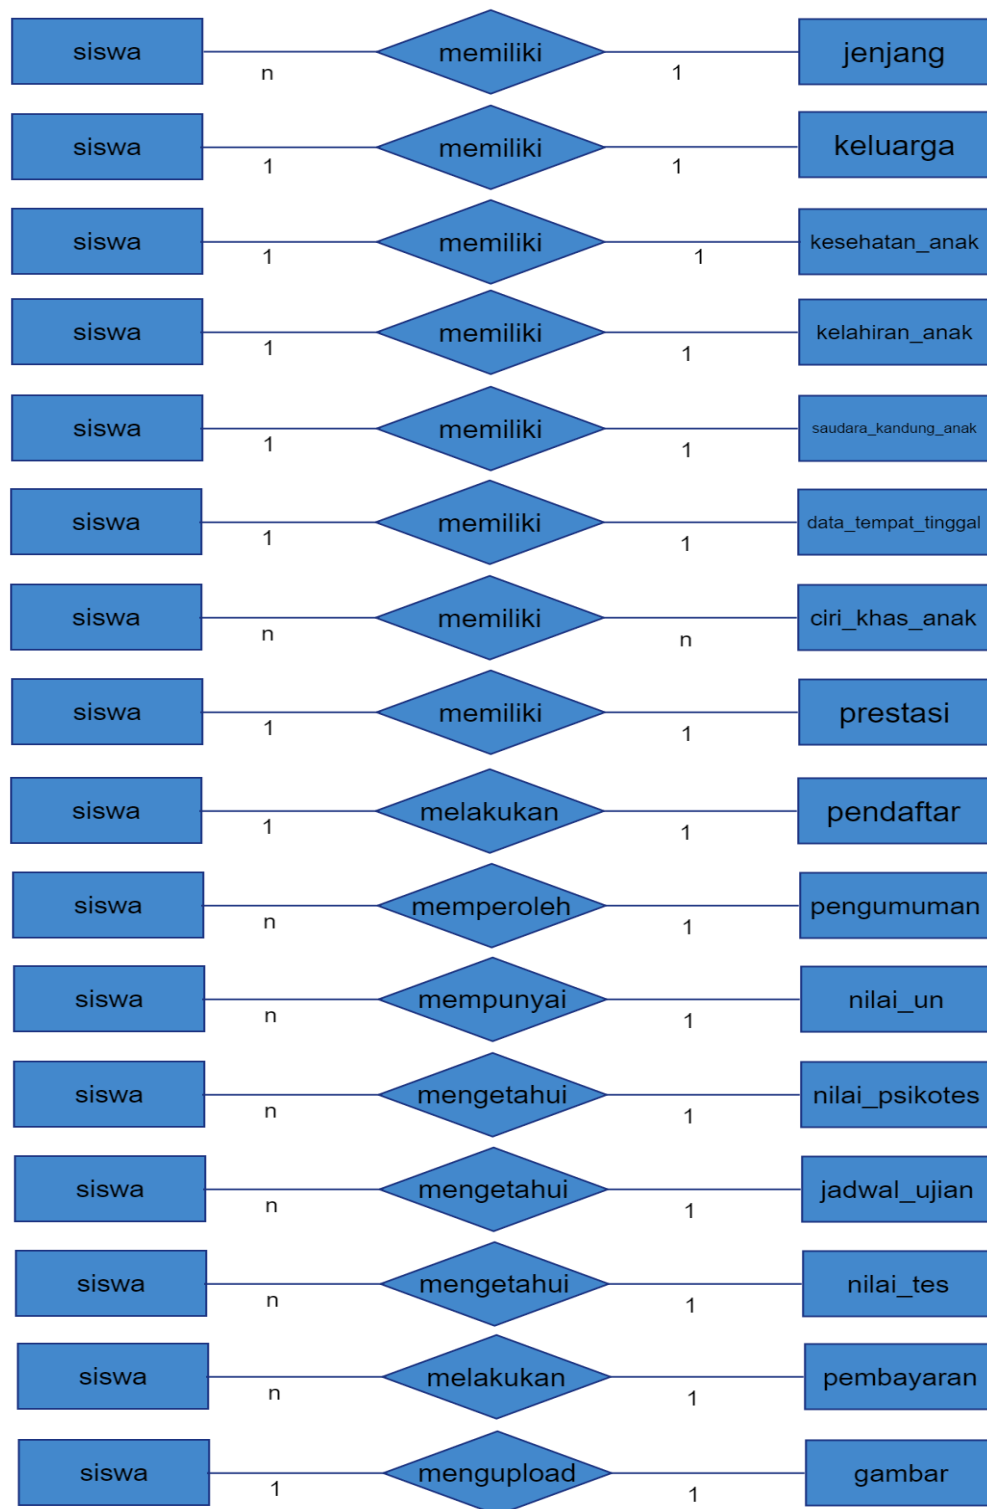 siswa memiliki jenjang
n 1
siswa memiliki keluarga
1 1
siswa memiliki kesehatan_anak
1 1
siswa memiliki kelahiran_anak
1 1
siswa memiliki saudara_kandung_anak
1 1
siswa memiliki data_tempat_tinggal
1 1
siswa memiliki ciri_khas_anak
n n
siswa memiliki prestasi
1 1
siswa melakukan pendaftar
1 1
siswa memperoleh pengumuman
n 1
siswa mempunyai nilai_un
n 1
siswa mengetahui nilai_psikotes
n 1
siswa mengetahui jadwal_ujian
n 1
siswa mengetahui nilai_tes
n 1
siswa melakukan pembayaran
n 1
siswa mengupload gambar
1 1